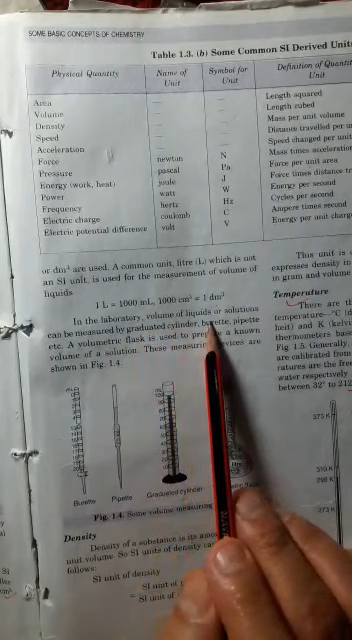 SOME BASIC CONCEPTS OF CHEMISTRY
Table 1.3. (b) Some Common SI Derived Units
Physical Quantity Name of Unit Symbol for Unit Definition of Quantity Unit
Area — — Length squared
Volume — — Length cubed
Density — — Mass per volume
Speed — — Distance travelled per
Acceleration — — Speed changed per unit
Force newton N Mass times acceleration
Pressure pascal Pa Force per unit area
Energy (work, heat) joule J Force times distance
Power watt W Energy per second
Frequency hertz Hz Cycles per second
Electric charge coulomb C Ampere times second
Electric potential difference volt V Energy per unit charge
or dm³ are used. A common unit, litre (L) which is not
an SI unit, is used for the measurement of volume of
liquids
1 L = 1000 mL, 1000 cm³ = 1 dm³
In the laboratory, volume of liquids or solutions
can be measured by graduated cylinder, burette, pipette
etc. A volumetric flask is used to a known
volume of a solution. These measuring devices are
shown in Fig. 1.4.
Burette Pipette Graduated cylinder
Fig. 1.4. Some volume measuring
Density
Density of a substance is its
unit volume. So SI units of density
follows:
SI unit of density
SI unit of
= SI unit of
This unit is
expresses density in
in gram and volume
Temperature
There are
temperature—°C
heit) and K
thermometers
Fig. 1.5. Generally,
are calibrated from
ratures are the
water respectively
between 32° to 212
373 K
310 K
298 K
273 K